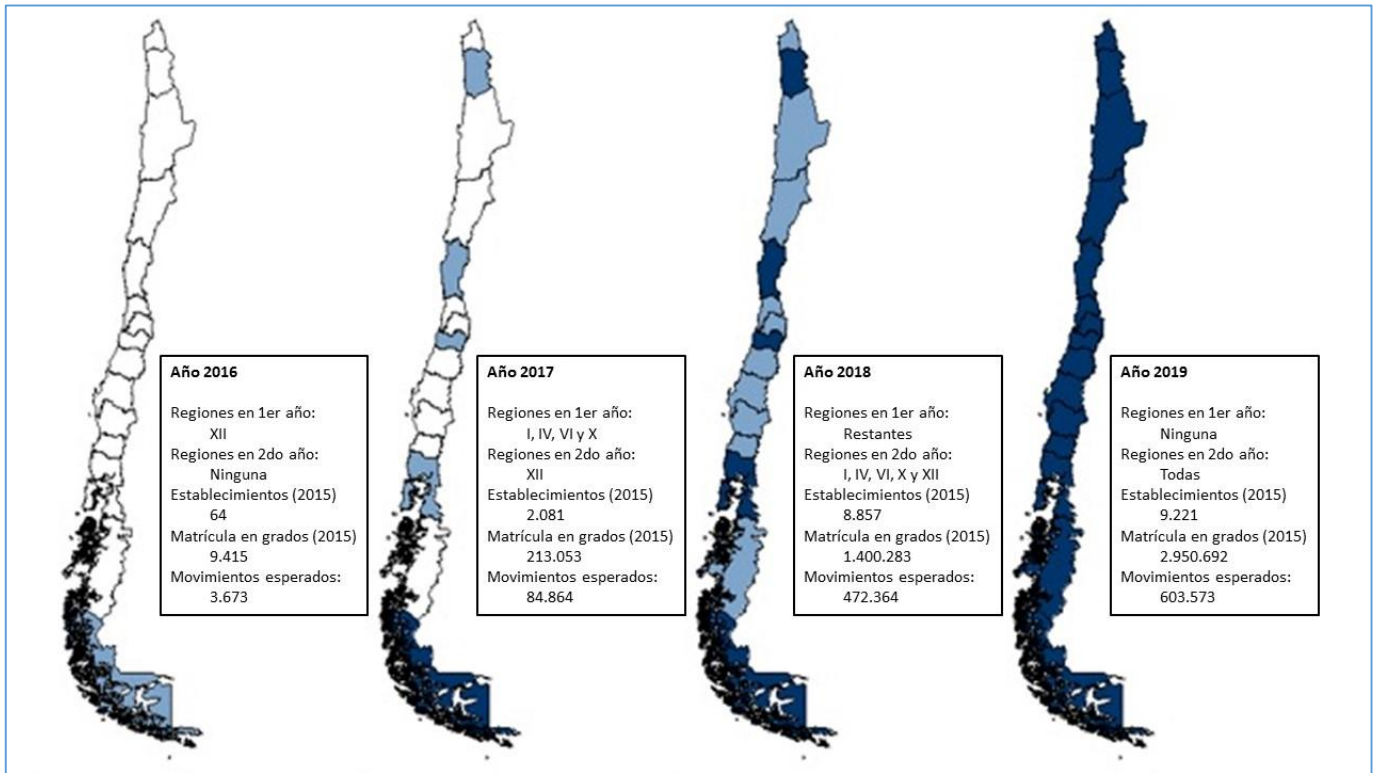 Año 2016
Regiones en 1er año:
XII
Regiones en 2do año:
Ninguna
Establecimientos (2015)
64
Matrícula en grados (2015)
9.415
Movimientos esperados:
3.673
Año 2017
Regiones en 1er año:
I, IV, VI y X
Regiones en 2do año:
XII
Establecimientos (2015)
2.081
Matrícula en grados (2015)
213.053
Movimientos esperados:
84.864
Año 2018
Regiones en 1er año:
Restantes
Regiones en 2do año:
I, IV, VI, X y XII
Establecimientos (2015)
8.857
Matrícula en grados (2015)
1.400.283
Movimientos esperados:
472.364
Año 2019
Regiones en 1er año:
Ninguna
Regiones en 2do año:
Todas
Establecimientos (2015)
9.221
Matrícula en grados (2015)
2.950.692
Movimientos esperados:
603.573